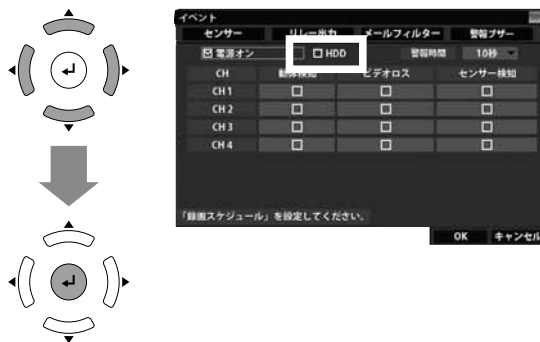 イベント
センサー リレー出力 メールフィルター 警報ブザー
電源オン HDD 警報時間 10秒
CH 動体検知 ビデオロス センサー検知
CH 1
CH 2
CH 3
CH 4
「録画スケジュール」を設定してください。
OK キャンセル